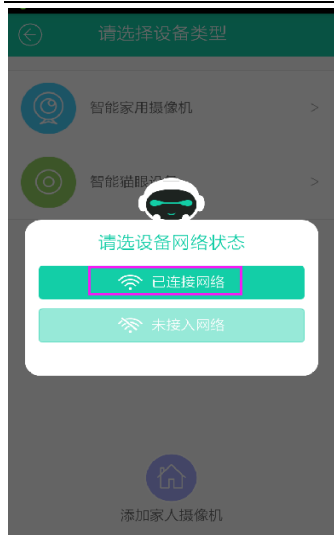 请选择设备类型
智能家用摄像机
>
智能猫眼设备
>
请选设备网络状态
已连接网络
未接入网络
添加家人摄像机